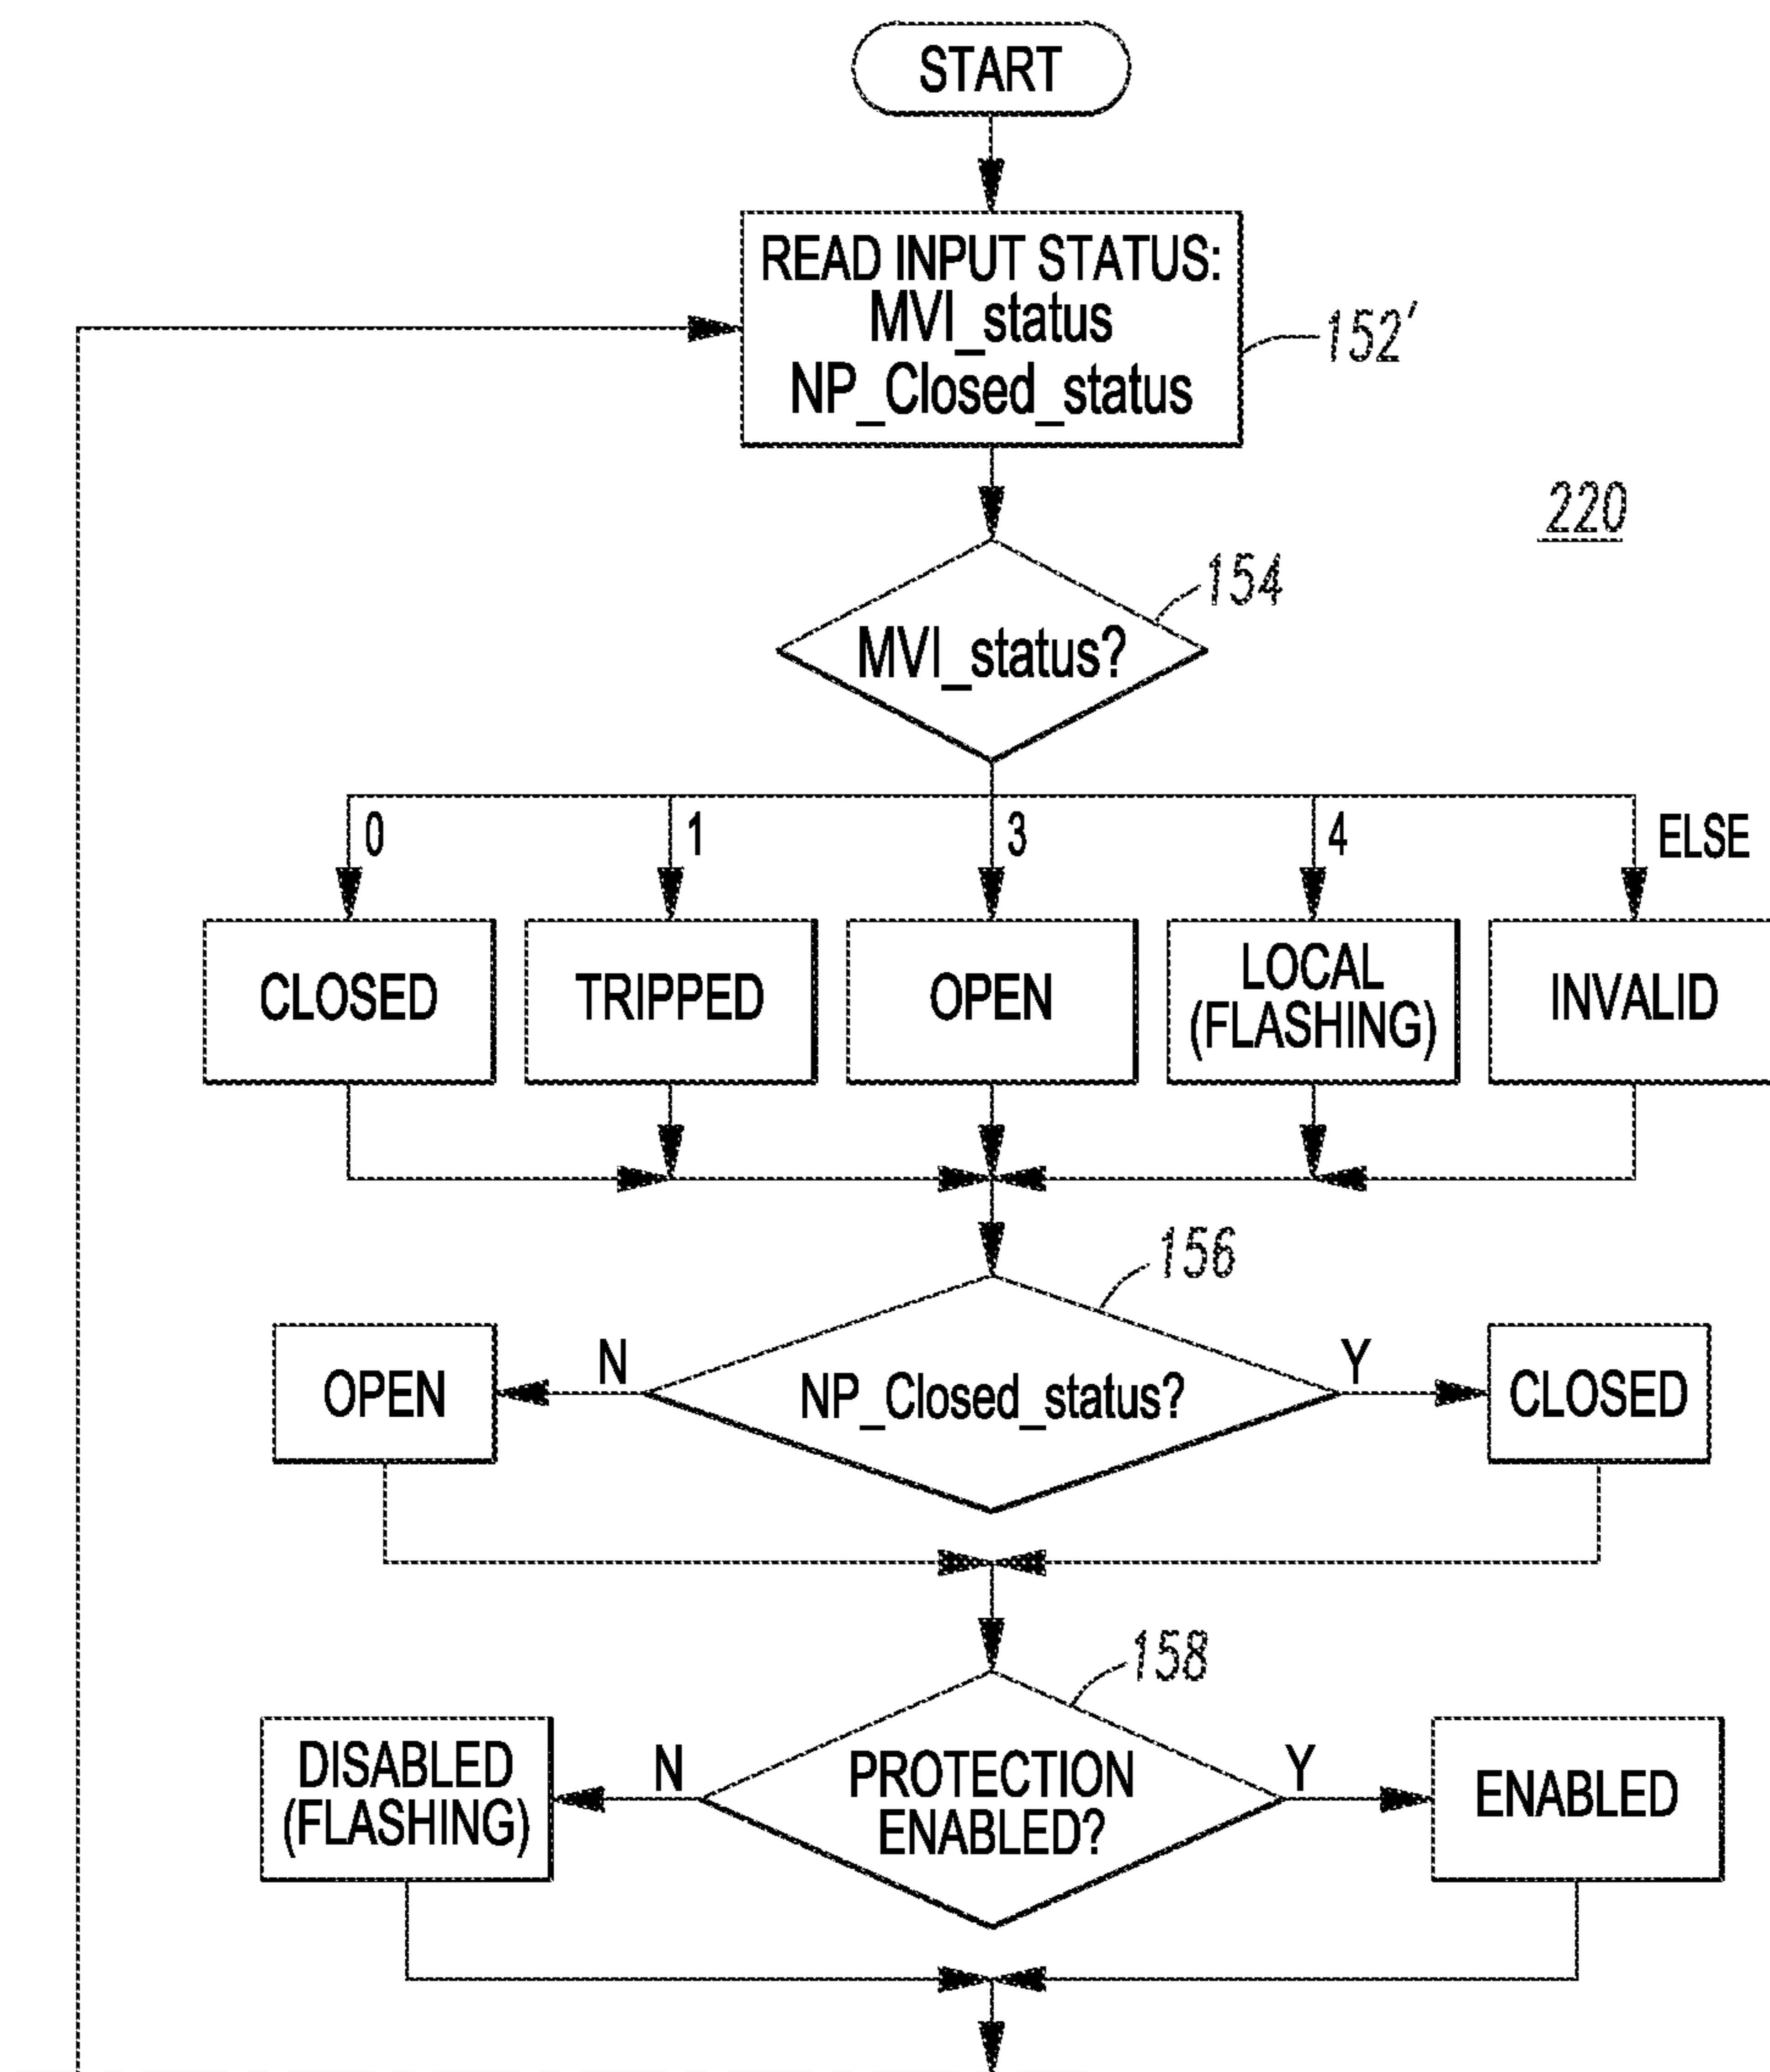 START
READ INPUT STATUS:
MVI_status
NP_Closed_status
152'
220
154
MVI_status?
0
1
3
4
ELSE
CLOSED
TRIPPED
OPEN
LOCAL
(FLASHING)
INVALID
156
OPEN
N
NP_Closed_status?
Y
CLOSED
158
DISABLED
(FLASHING)
N
PROTECTION
ENABLED?
Y
ENABLED